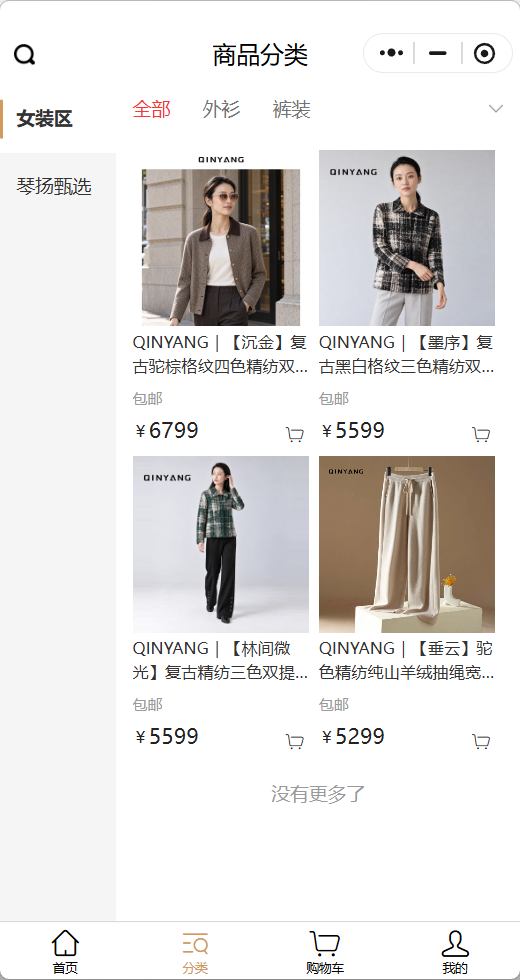 商品分类
女装区
琴扬甄选
全部 外衫 裤装
QINYANG
QINYANG
QINYANG｜【沉金】复
古驼棕格纹四色精纺双...
包邮
￥6799
QINYANG｜【墨序】复
古黑白格纹三色精纺双...
包邮
￥5599
QINYANG
QINYANG
QINYANG｜【林间微
光】复古精纺三色双提...
包邮
￥5599
QINYANG｜【垂云】驼
色精纺纯山羊绒抽绳宽...
包邮
￥5299
没有更多了
首页 分类 购物车 我的